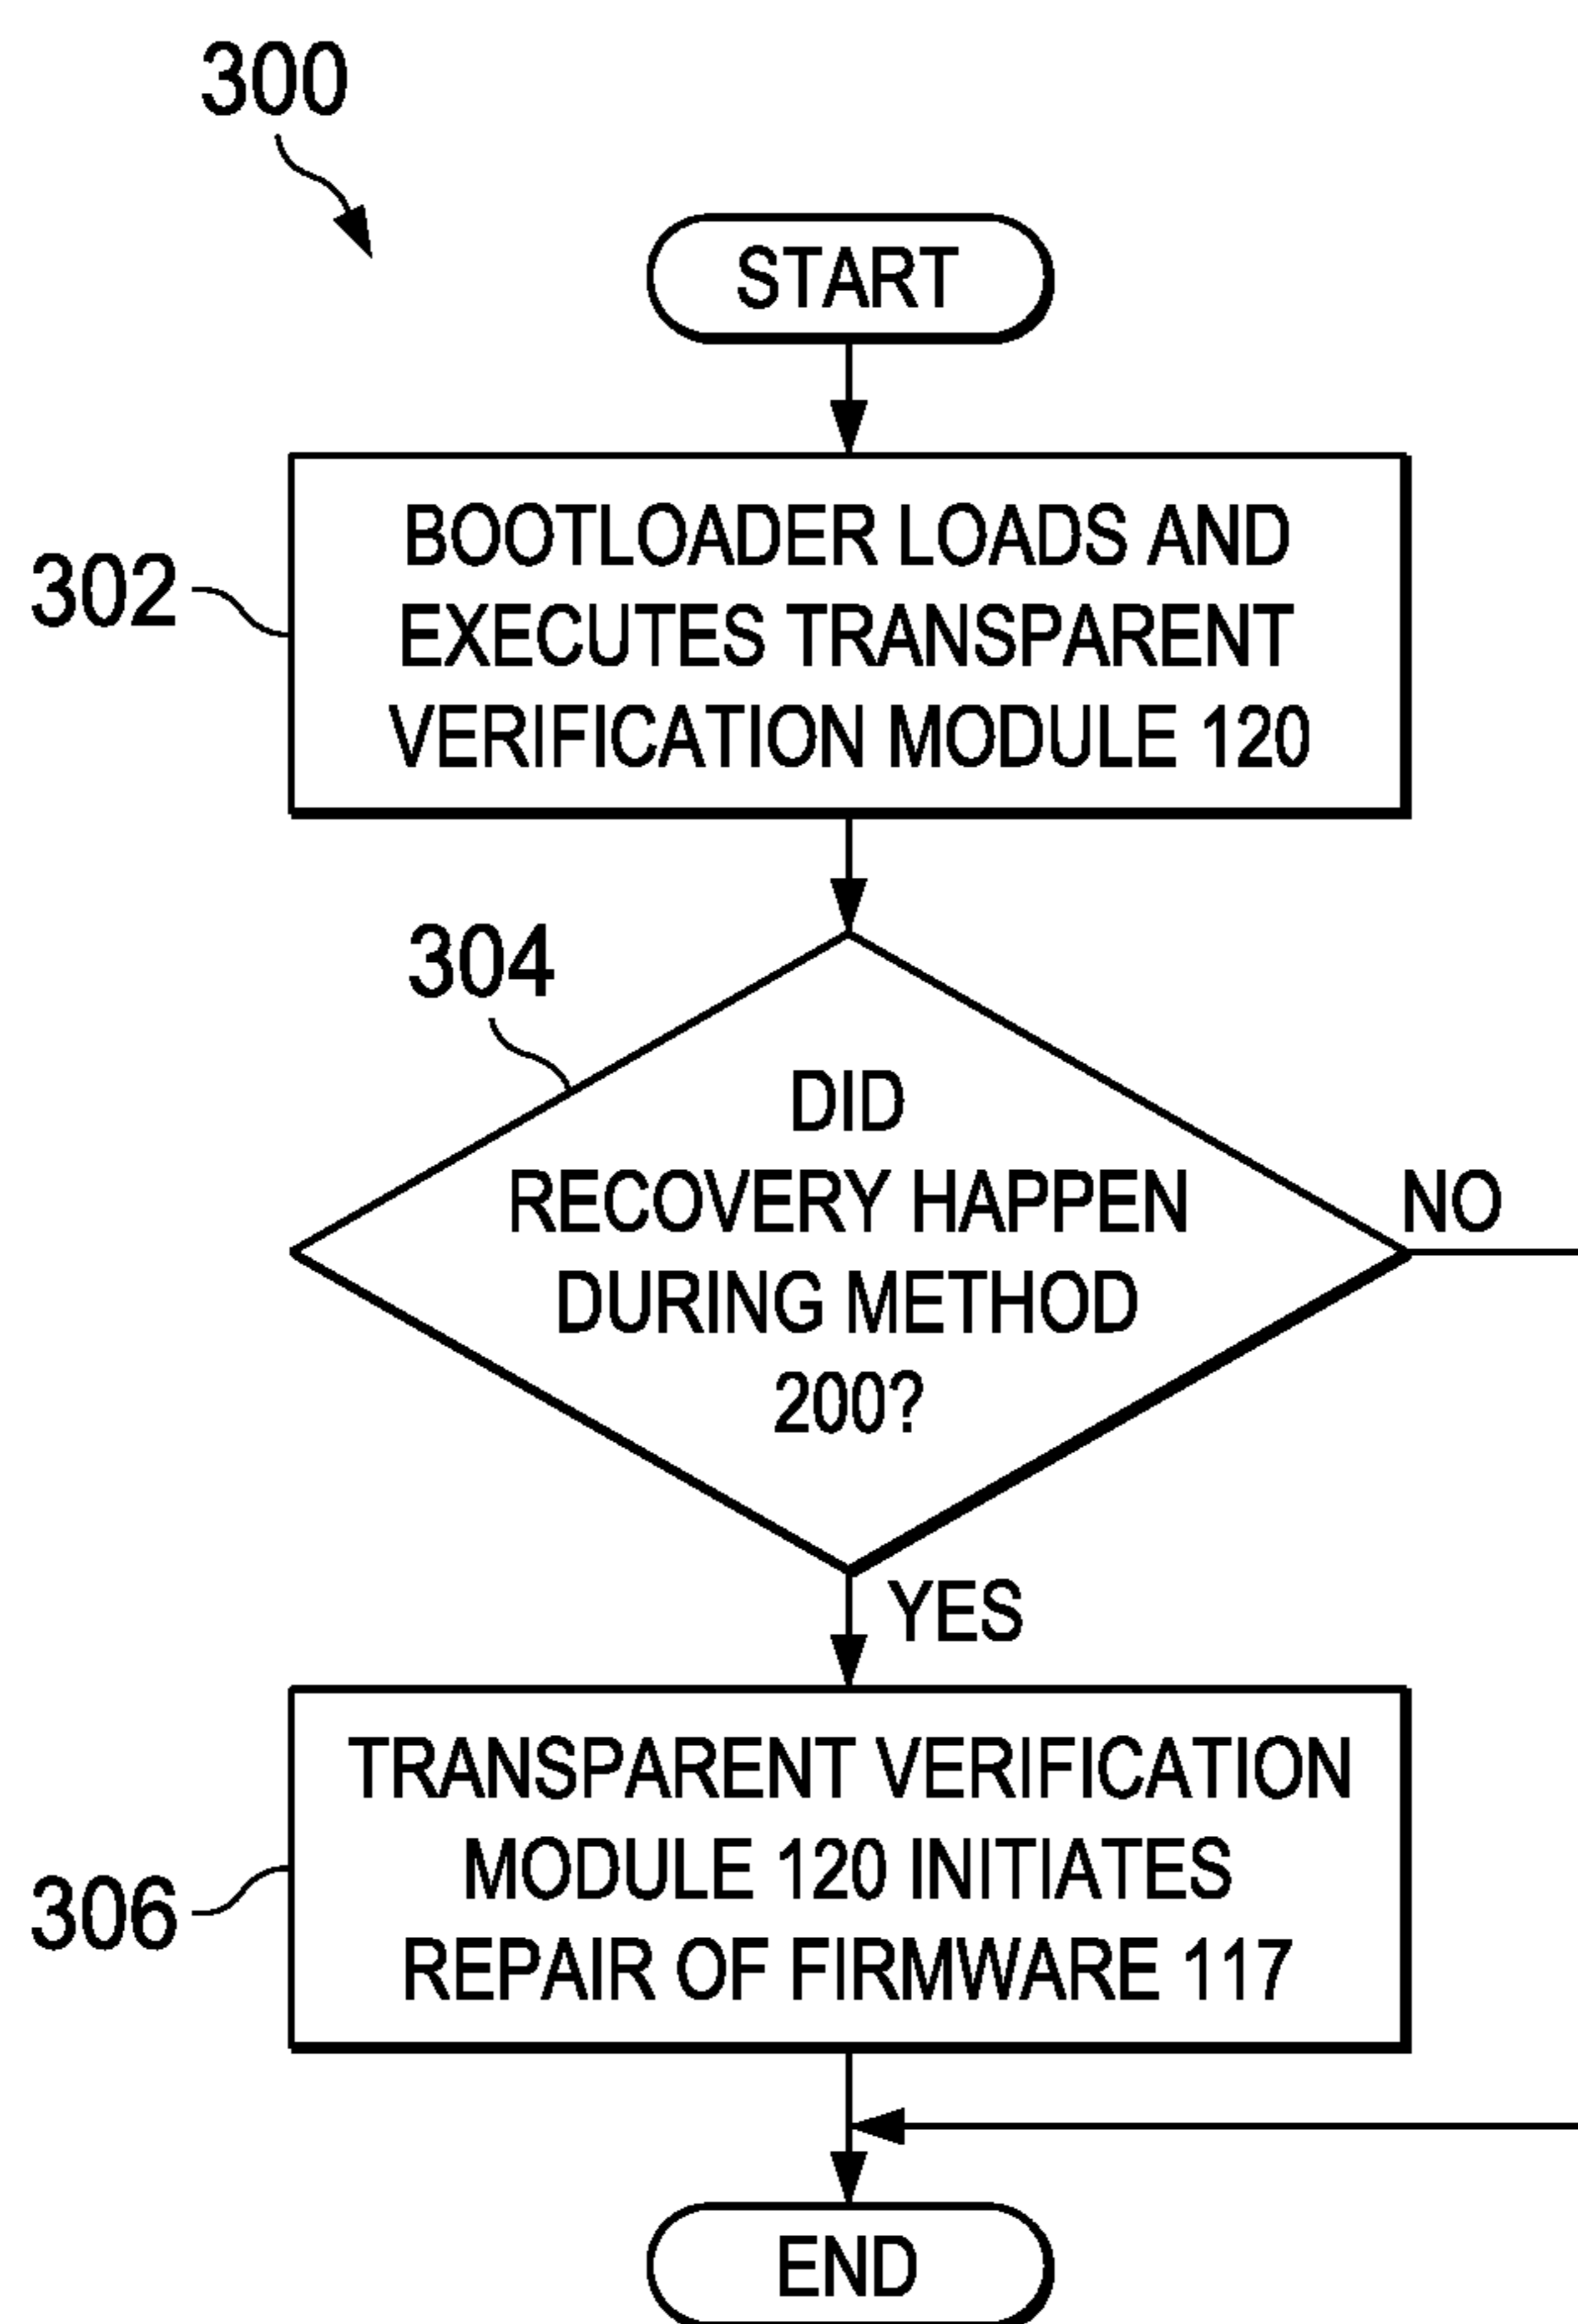 300
START
302
BOOTLOADER LOADS AND
EXECUTES TRANSPARENT
VERIFICATION MODULE 120
304
DID
RECOVERY HAPPEN
DURING METHOD
200?
NO
YES
306
TRANSPARENT VERIFICATION
MODULE 120 INITIATES
REPAIR OF FIRMWARE 117
END